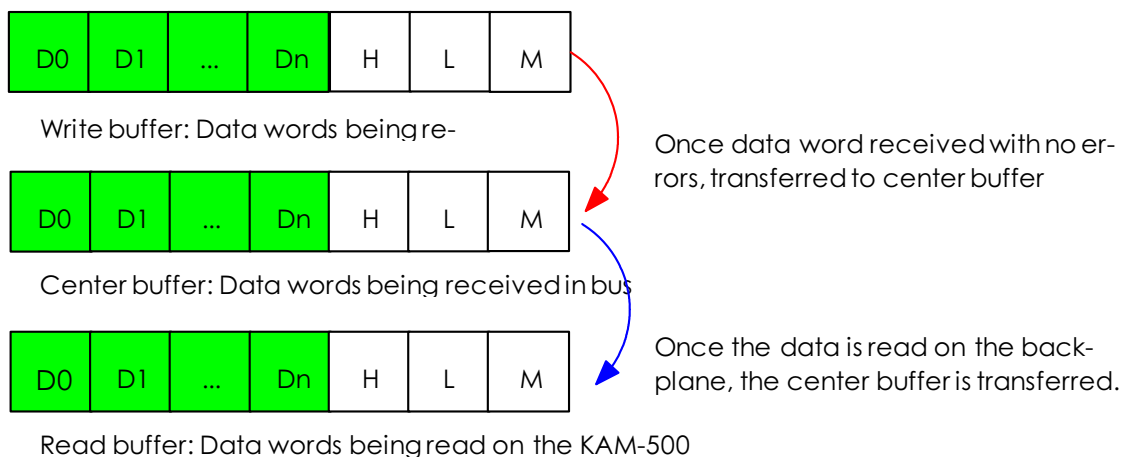 D0 D1 ... Dn H L M
Write buffer: Data words being re-
Once data word received with no er-
rors, transferred to center buffer
D0 D1 ... Dn H L M
Center buffer: Data words being received in bus
D0 D1 ... Dn H L M
Once the data is read on the back-
plane, the center buffer is transferred.
Read buffer: Data words being read on the KAM-500